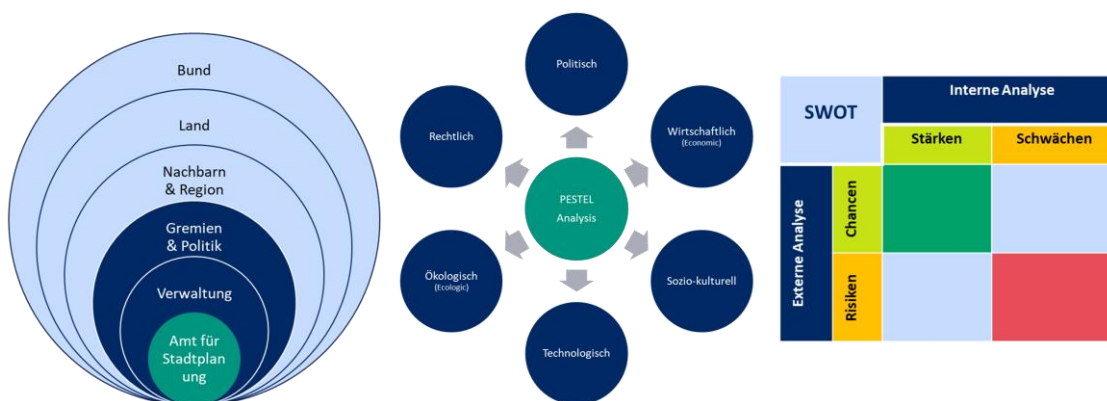 Bund
Land
Nachbarn
& Region
Gremien
& Politik
Verwaltung
Amt für
Stadtplan
ung
Politisch
Wirtschaftlich
(Economic)
Sozio-kulturell
Technologisch
Ökologisch
(Ecologic)
Rechtlich
PESTEL
Analysis
SWOT
Interne Analyse
Stärken
Schwächen
Externe Analyse
Chancen
Risiken